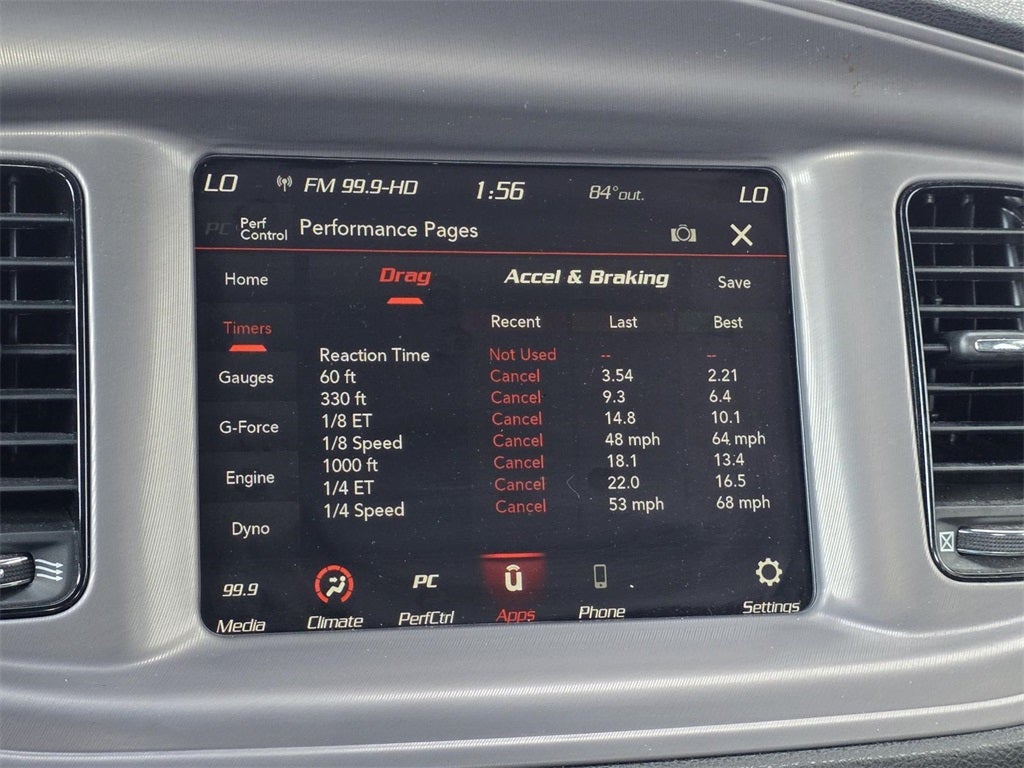 LO FM 99.9-HD 1:56 84° out. LO
PC Perf Control Performance Pages
Home Drag Accel & Braking Save
Recent Last Best
Timers
Reaction Time Not Used -- --
60 ft Cancel 3.54 2.21
Gauges
330 ft Cancel 9.3 6.4
1/8 ET Cancel 14.8 10.1
G-Force
1/8 Speed Cancel 48 mph 64 mph
1000 ft Cancel 18.1 13.4
Engine
1/4 ET Cancel 22.0 16.5
1/4 Speed Cancel 53 mph 68 mph
Dyno
99.9 PC û
Media Climate PerfCtrl Apps Phone Settings